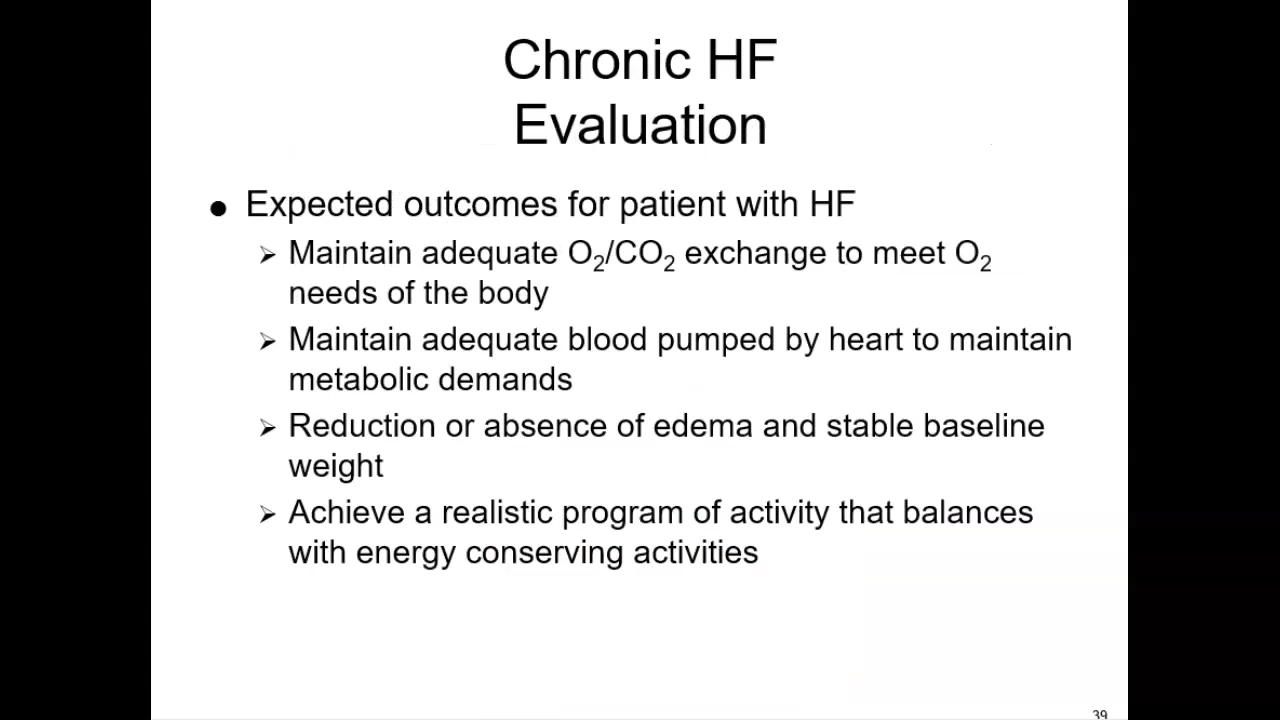 Chronic HF
Evaluation
● Expected outcomes for patient with HF
➢ Maintain adequate O₂/CO₂ exchange to meet O₂
needs of the body
➢ Maintain adequate blood pumped by heart to maintain
metabolic demands
➢ Reduction or absence of edema and stable baseline
weight
➢ Achieve a realistic program of activity that balances
with energy conserving activities
39